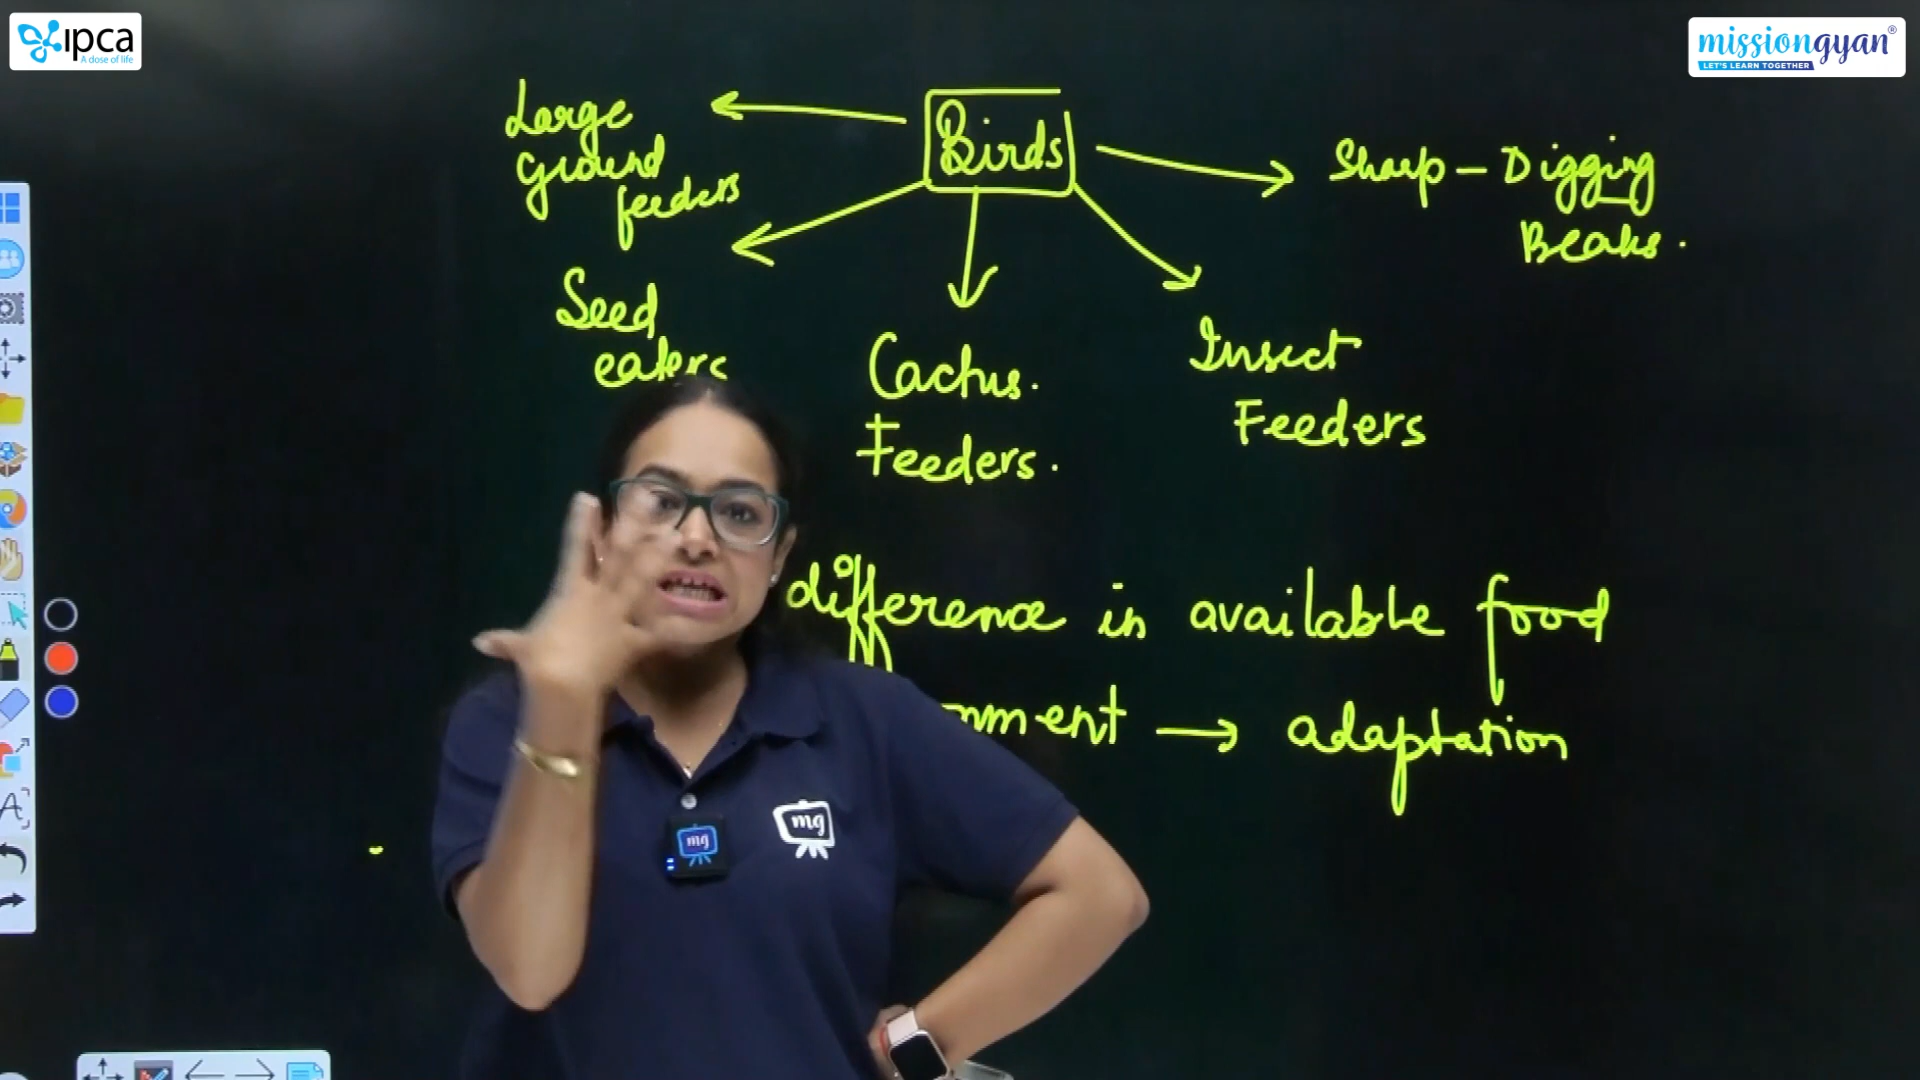 ipca
A dose of life
missiongyan®
LET'S LEARN TOGETHER
Birds
Large
ground
feeders
Sharp - Digging
Beaks.
Seed
eaters
Cactus.
Feeders.
Insect
Feeders
difference in available food
nment → adaptation
mg
mg